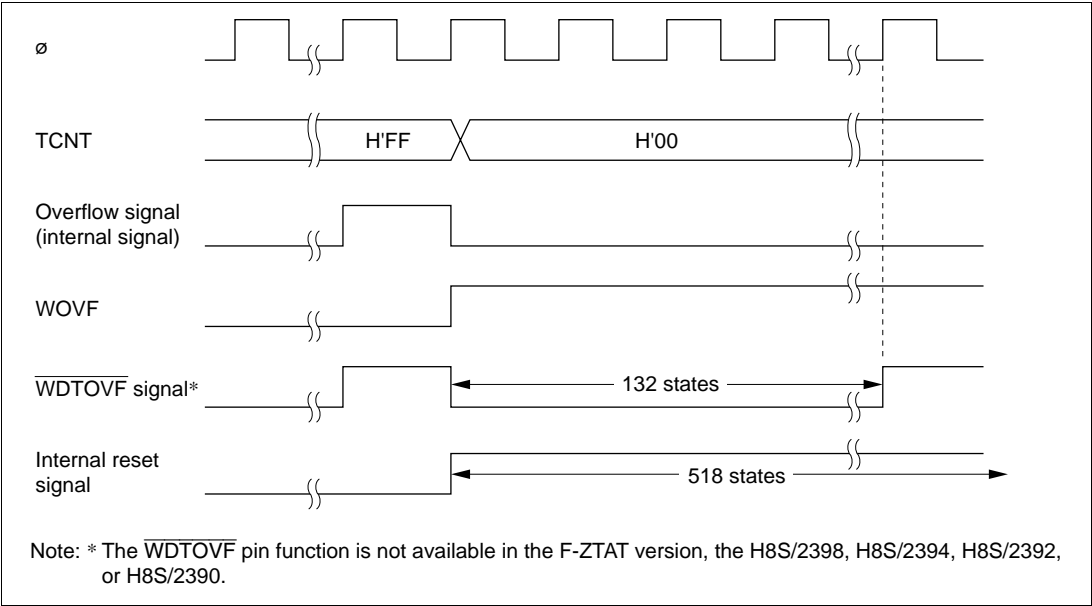 ø
TCNT
H'FF
H'00
Overflow signal
(internal signal)
WOVF
WDTOVF signal*
132 states
Internal reset
signal
518 states
Note: * The WDTOVF pin function is not available in the F-ZTAT version, the H8S/2398, H8S/2394, H8S/2392,
or H8S/2390.